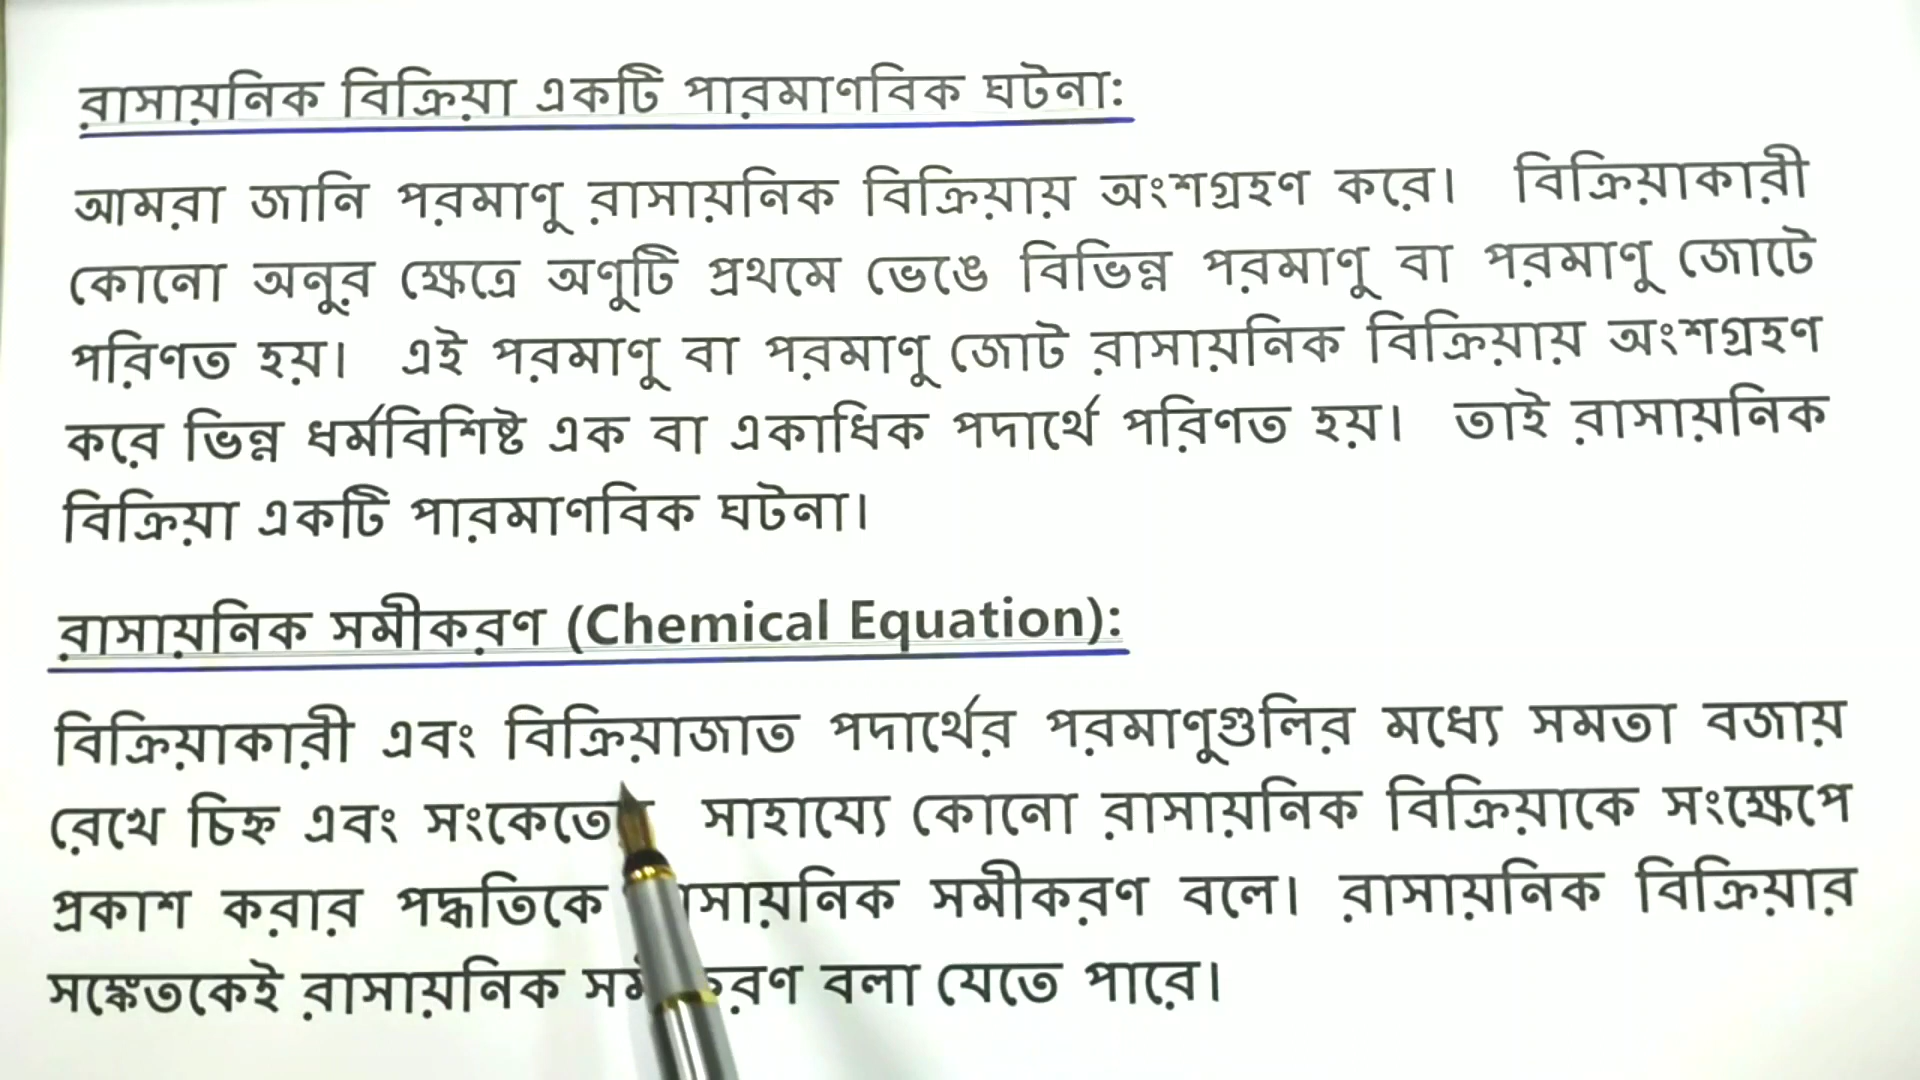 রাসায়নিক বিক্রিয়া একটি পারমাণবিক ঘটনা:
আমরা জানি পরমাণু রাসায়নিক বিক্রিয়ায় অংশগ্রহণ করে। বিক্রিয়াকারী
কোনো অনুর ক্ষেত্রে অণুটি প্রথমে ভেঙে বিভিন্ন পরমাণু বা পরমাণু জোটে
পরিণত হয়। এই পরমাণু বা পরমাণু জোট রাসায়নিক বিক্রিয়ায় অংশগ্রহণ
করে ভিন্ন ধর্মবিশিষ্ট এক বা একাধিক পদার্থে পরিণত হয়। তাই রাসায়নিক
বিক্রিয়া একটি পারমাণবিক ঘটনা।
রাসায়নিক সমীকরণ (Chemical Equation):
বিক্রিয়াকারী এবং বিক্রিয়াজাত পদার্থের পরমাণুগুলির মধ্যে সমতা বজায়
রেখে চিহ্ন এবং সাহায্যে কোনো রাসায়নিক বিক্রিয়াকে সংক্ষেপে
প্রকাশ করার পদ্ধতিকে সমীকরণ বলে। রাসায়নিক বিক্রিয়ার
সঙ্কেতকেই রাসায়নিক বলা যেতে পারে।